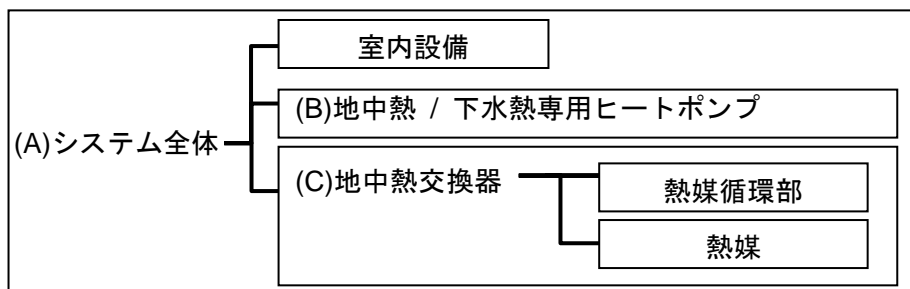 室内設備
(B)地中熱 / 下水熱専用ヒートポンプ
(A)システム全体
(C)地中熱交換器
熱媒循環部
熱媒